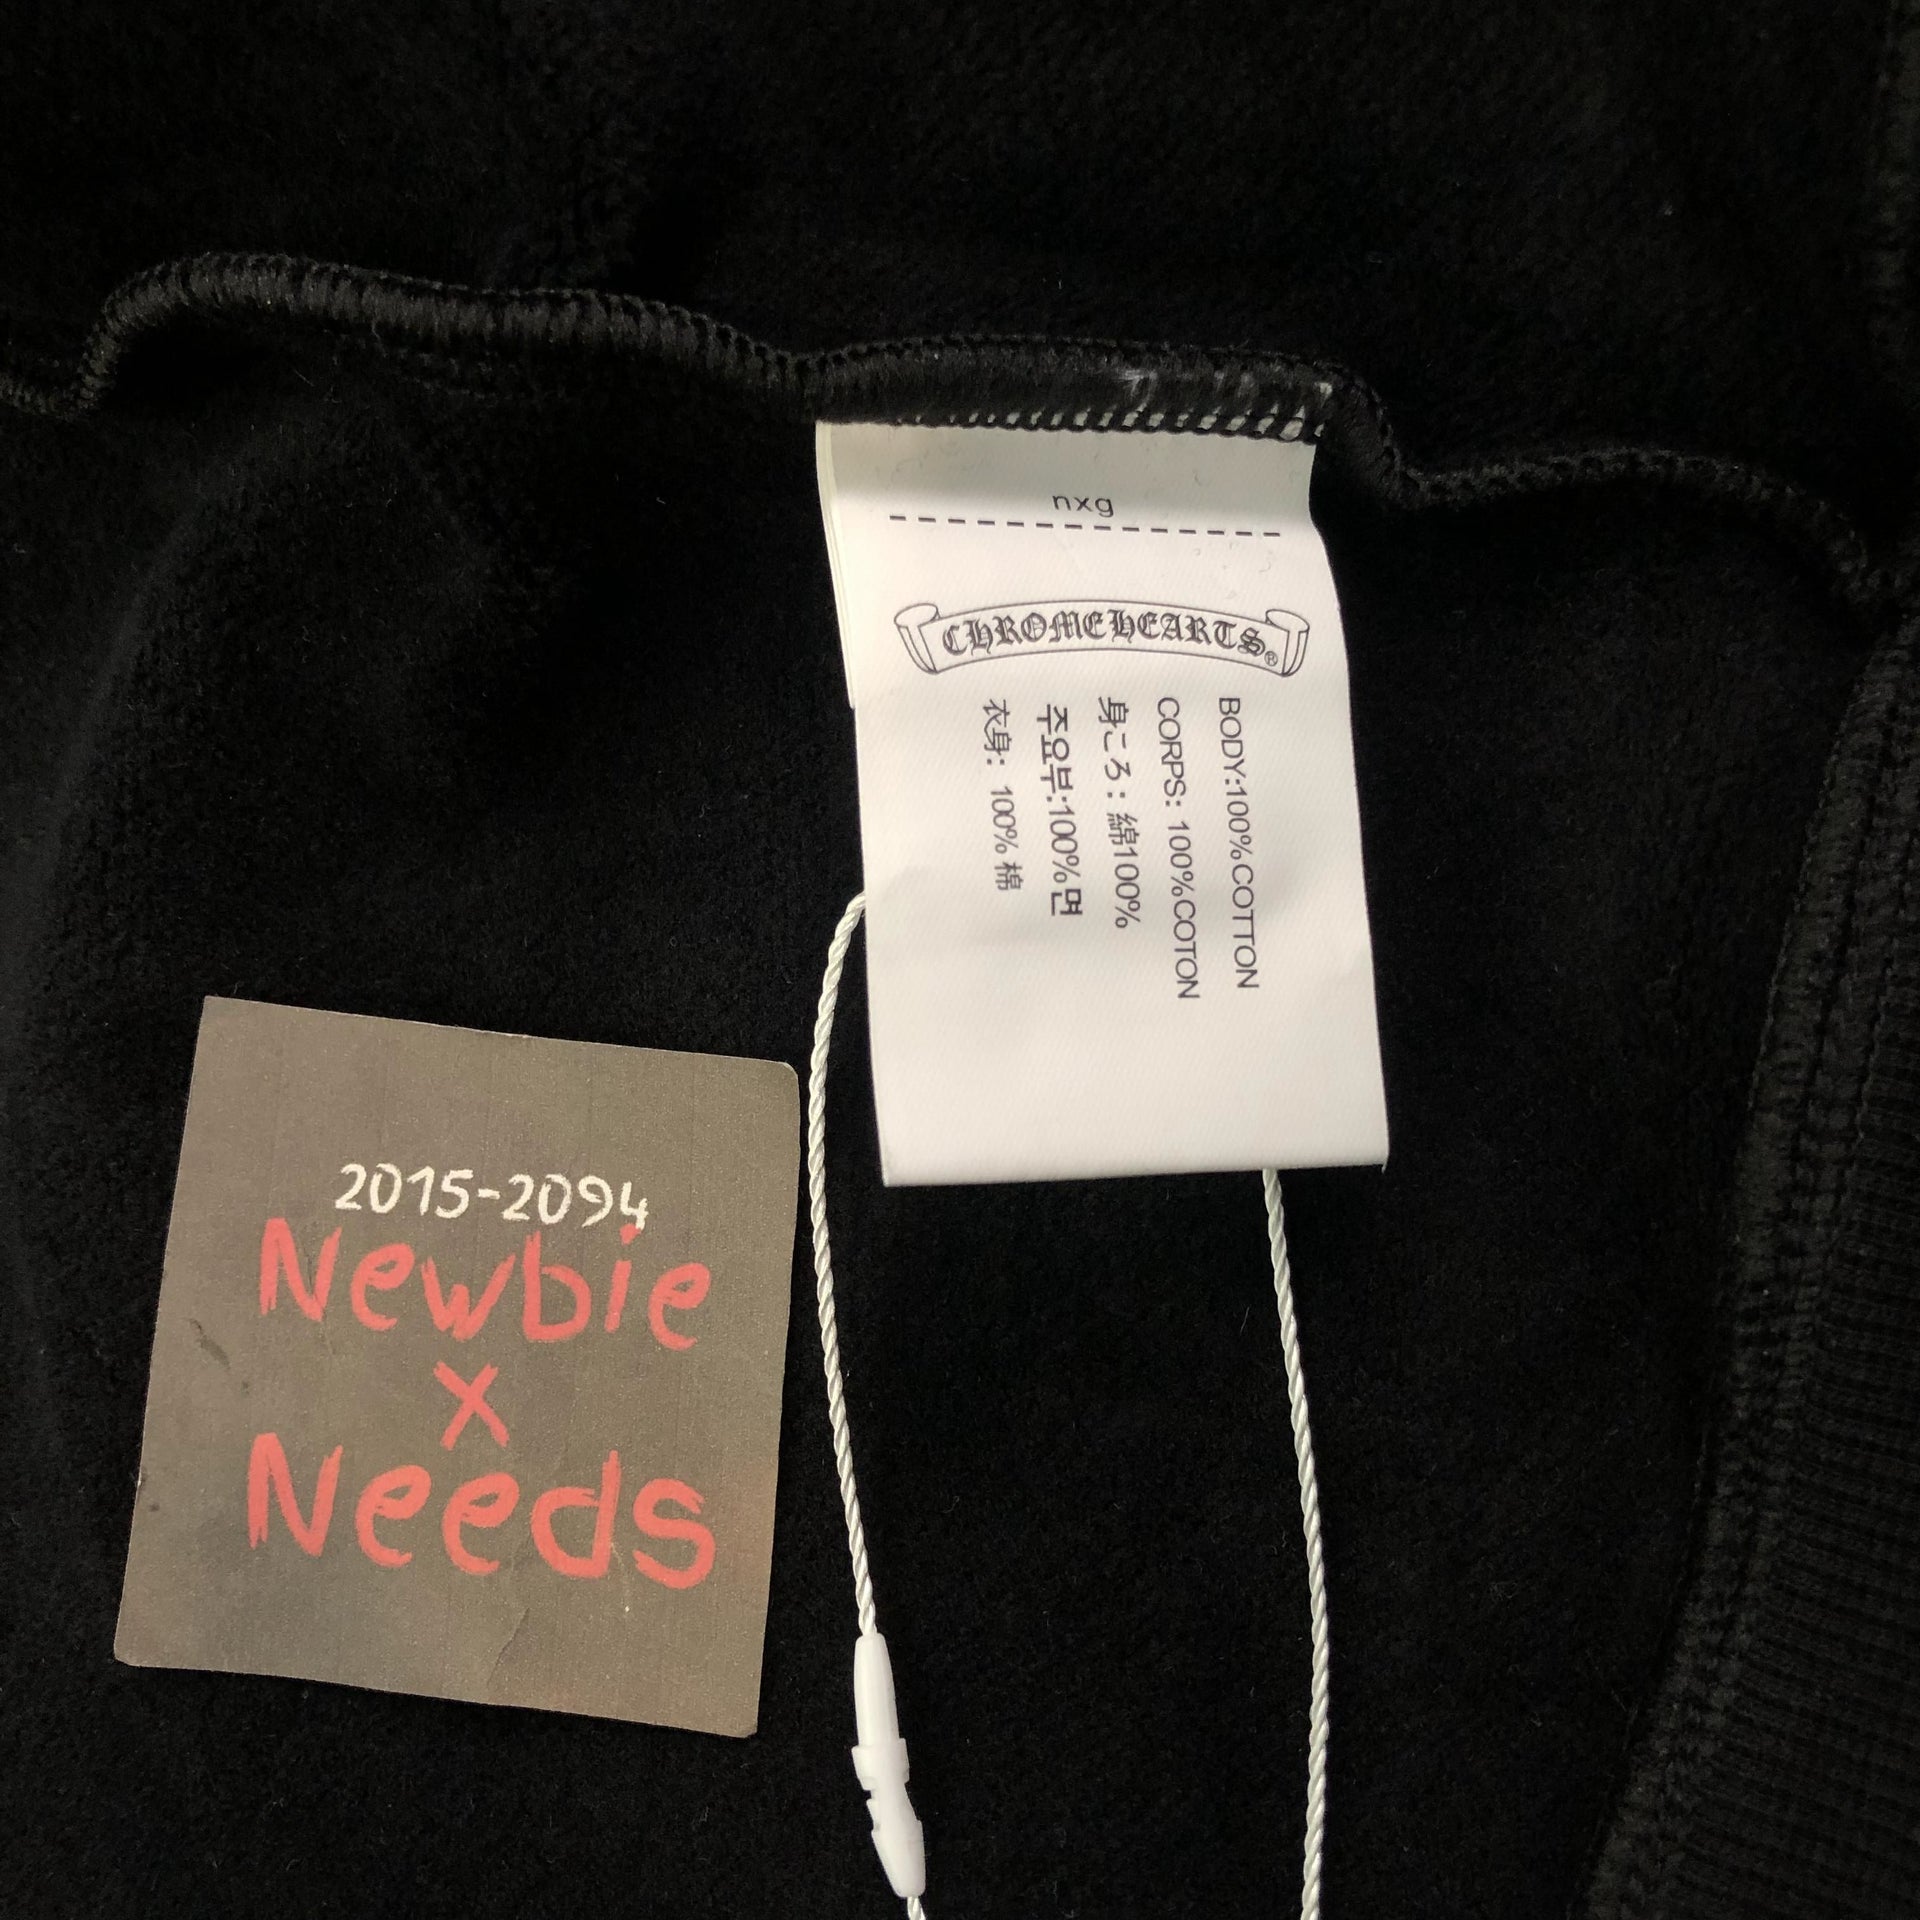 nxg
CHROMEHEARTS®
BODY:100%COTTON
CORPS: 100%COTON
身ころ: 綿100%
주요부:100%면
衣身: 100% 棉
2015-2094
Newbie
x
Needs